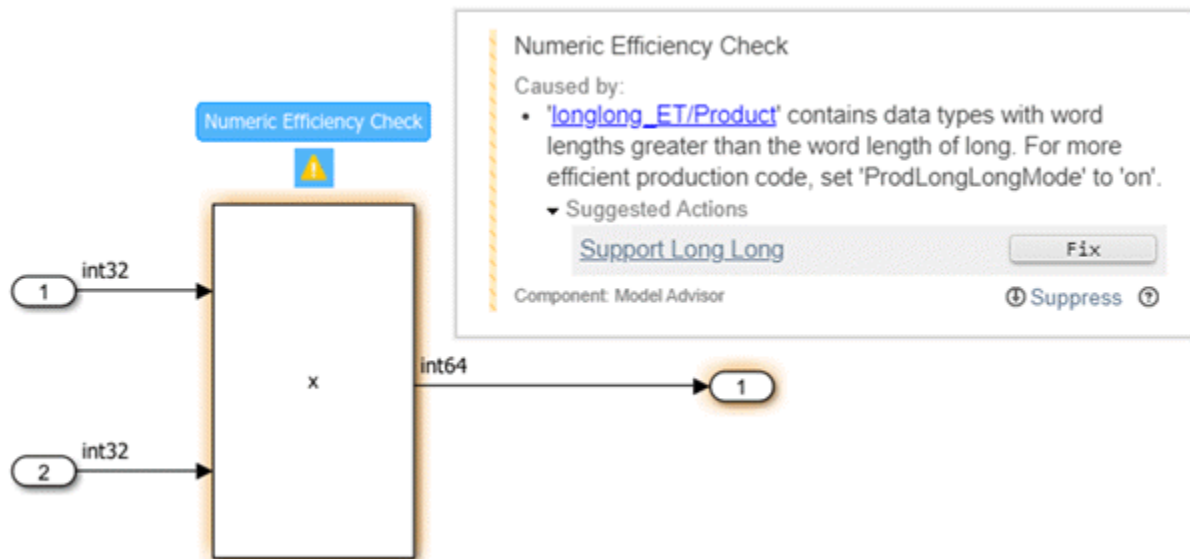 Numeric Efficiency Check
Caused by:
• 'longlong_ET/Product' contains data types with word
lengths greater than the word length of long. For more
efficient production code, set 'ProdLongLongMode' to 'on'.
Suggested Actions
Support Long Long Fix
Component: Model Advisor Suppress ?
Numeric Efficiency Check
int32
1
x
int64
1
int32
2